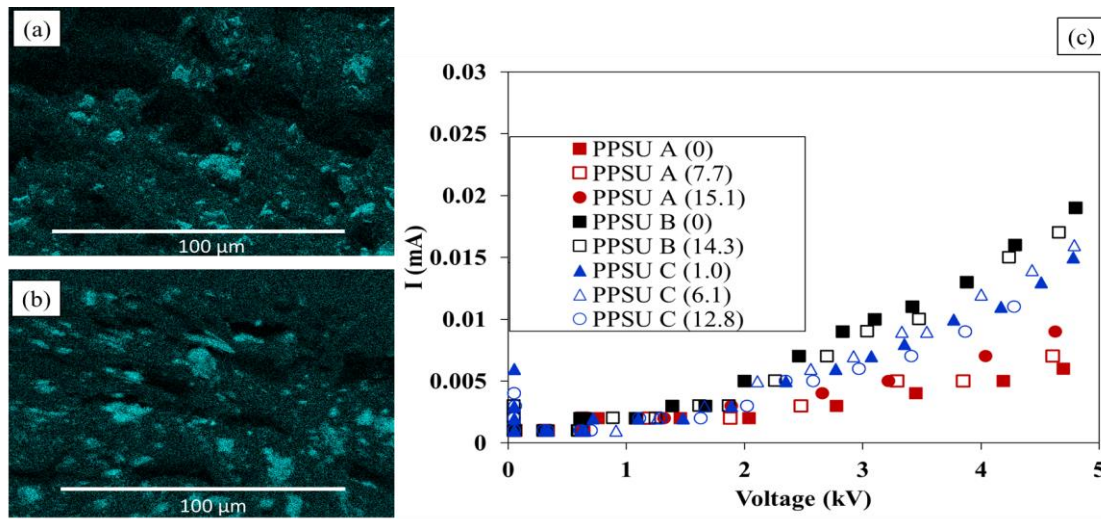 (a)
100 µm
(b)
100 µm
(c)
I (mA)
0.03
0.025
0.02
0.015
0.01
0.005
0
PPSU A (0)
PPSU A (7.7)
PPSU A (15.1)
PPSU B (0)
PPSU B (14.3)
PPSU C (1.0)
PPSU C (6.1)
PPSU C (12.8)
0 1 2 3 4 5
Voltage (kV)